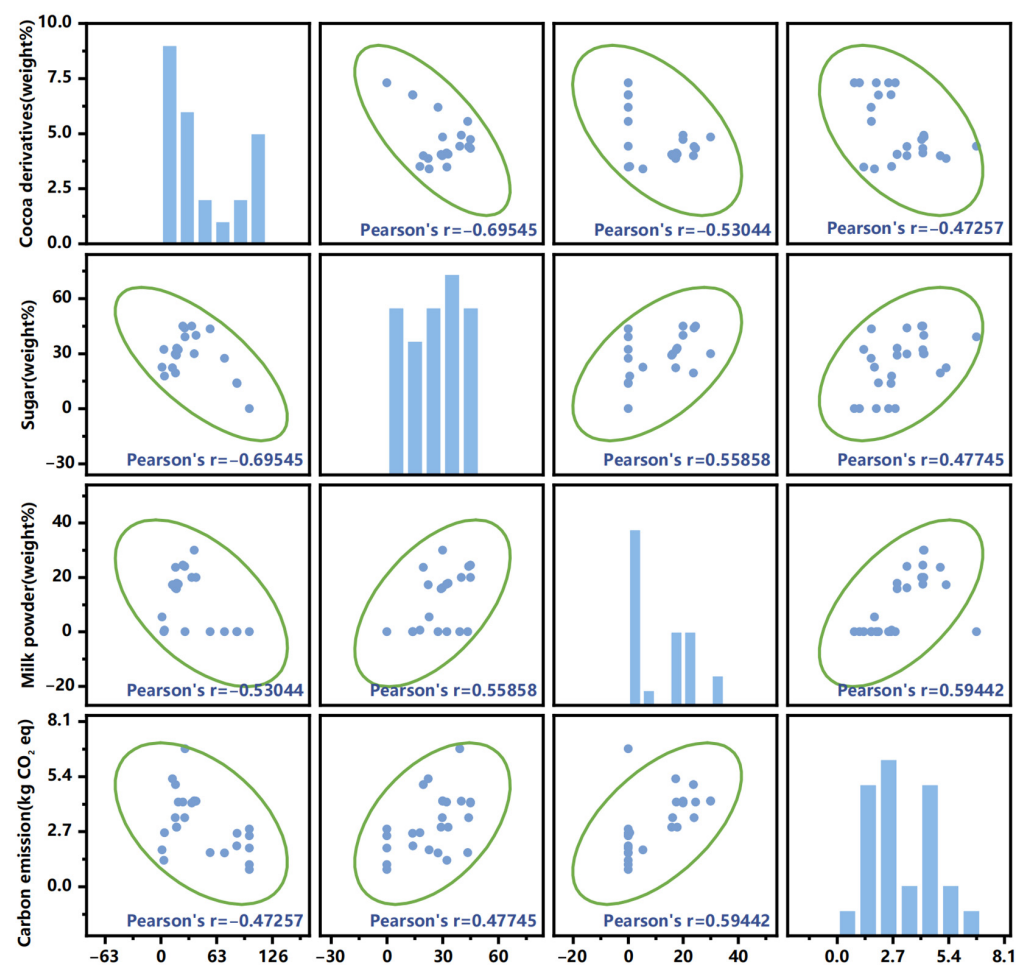 Cocoa derivatives(weight%)
10.0
7.5
5.0
2.5
0.0
Pearson's r=−0.69545
Pearson's r=−0.53044
Pearson's r=−0.47257
Sugar(weight%)
60
30
0
−30
Pearson's r=−0.69545
Pearson's r=0.55858
Pearson's r=0.47745
Milk powder(weight%)
40
20
0
−20
Pearson's r=−0.53044
Pearson's r=0.55858
Pearson's r=0.59442
Carbon emission(kg CO₂ eq)
8.1
5.4
2.7
0.0
Pearson's r=−0.47257
Pearson's r=0.47745
Pearson's r=0.59442
−63 0 63 126 −30 0 30 60 −20 0 20 40 0.0 2.7 5.4 8.1